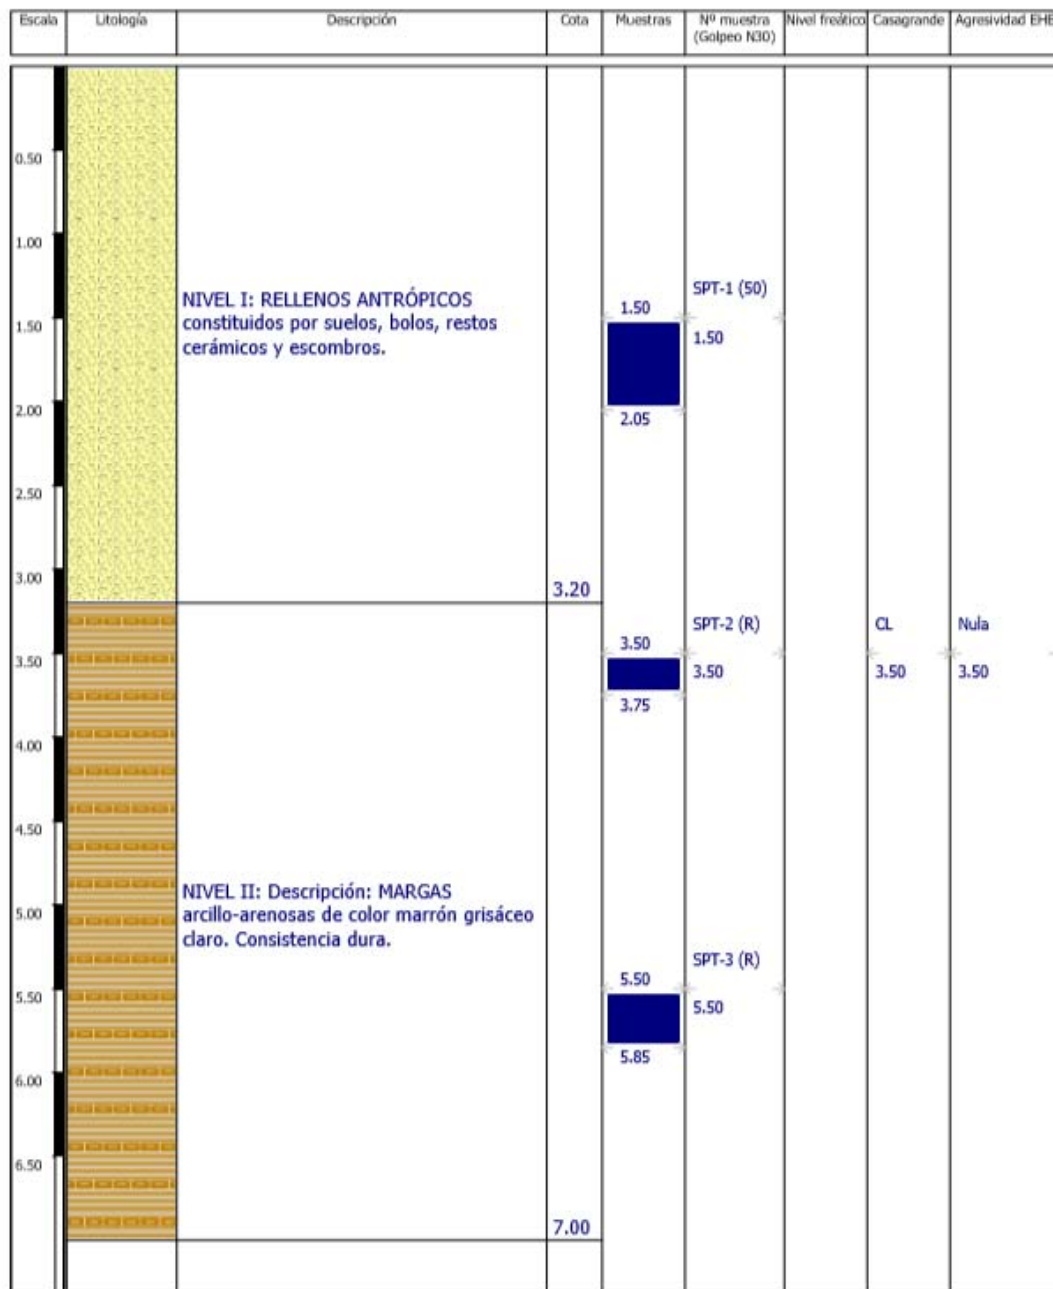 Escala
Litología
Descripción
Cota
Muestras
Nº muestra
(Golpeo N30)
Nivel freático
Casagrande
Agresividad EHE
0.50
1.00
SPT-1 (50)
NIVEL I: RELLENOS ANTRÓPICOS
constituidos por suelos, bolos, restos
cerámicos y escombros.
1.50
1.50
1.50
2.00
2.05
2.50
3.00
3.20
SPT-2 (R)
CL
Nula
3.50
3.50
3.50
3.50
3.50
3.75
4.00
4.50
NIVEL II: Descripción: MARGAS
arcillo-arenosas de color marrón grisáceo
claro. Consistencia dura.
5.00
SPT-3 (R)
5.50
5.50
5.50
5.85
6.00
6.50
7.00